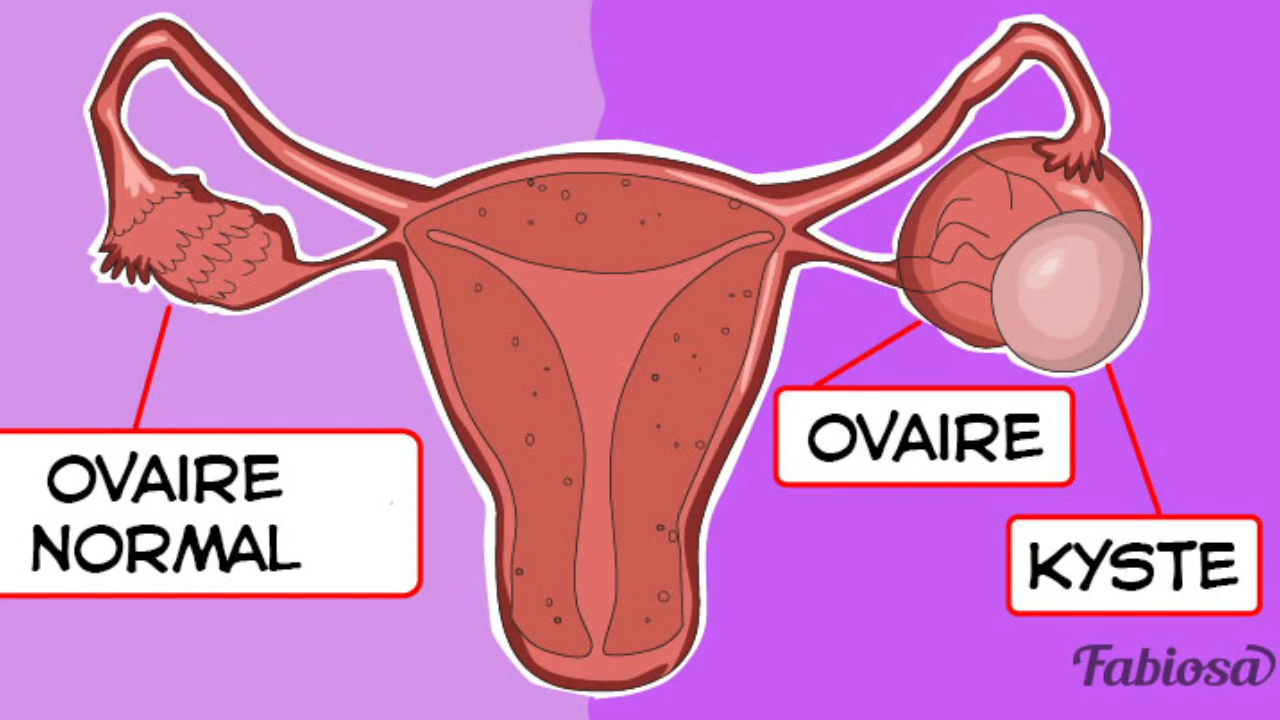 OVAIRE
NORMAL
OVAIRE
KYSTE
Fabiosa